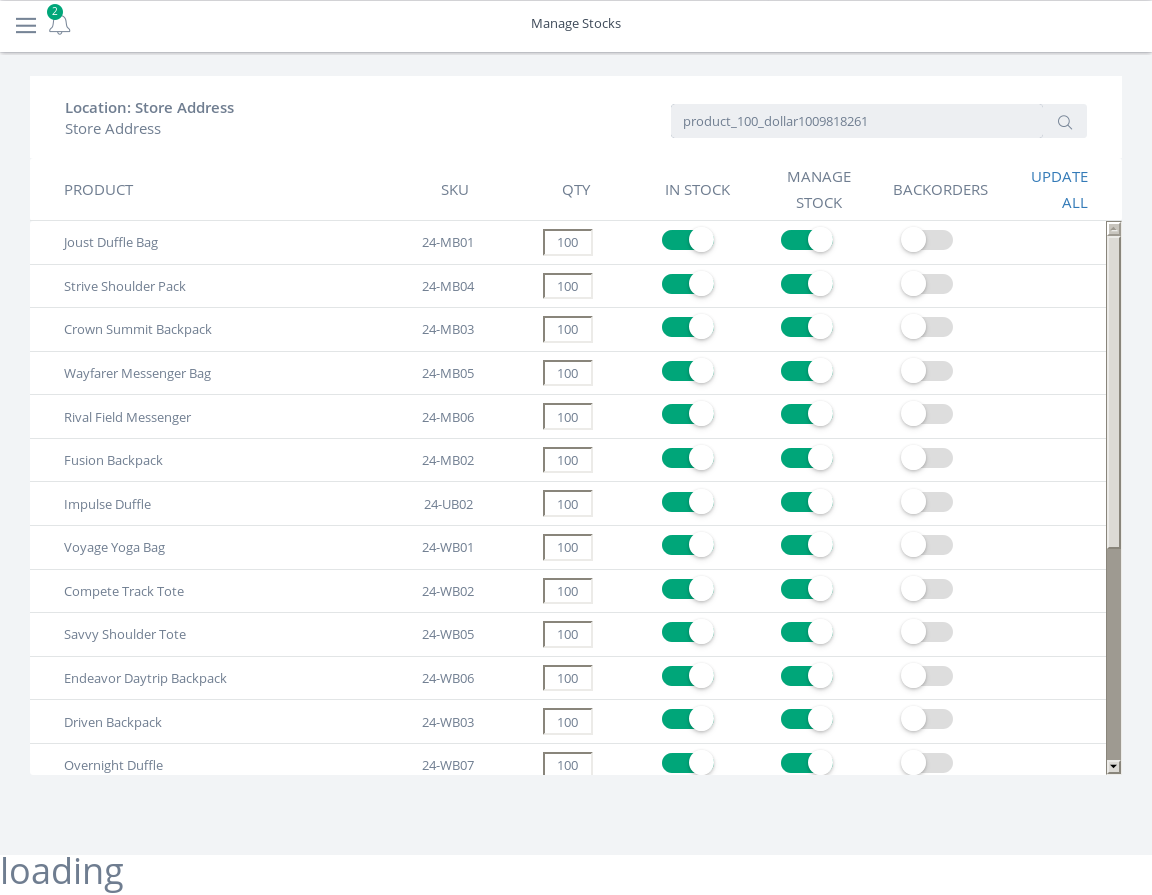 2
Manage Stocks
Location: Store Address
Store Address
product_100_dollar1009818261
PRODUCT SKU QTY IN STOCK MANAGE STOCK BACKORDERS UPDATE ALL
Joust Duffle Bag 24-MB01 100
Strive Shoulder Pack 24-MB04 100
Crown Summit Backpack 24-MB03 100
Wayfarer Messenger Bag 24-MB05 100
Rival Field Messenger 24-MB06 100
Fusion Backpack 24-MB02 100
Impulse Duffle 24-UB02 100
Voyage Yoga Bag 24-WB01 100
Compete Track Tote 24-WB02 100
Savvy Shoulder Tote 24-WB05 100
Endeavor Daytrip Backpack 24-WB06 100
Driven Backpack 24-WB03 100
Overnight Duffle 24-WB07 100
loading